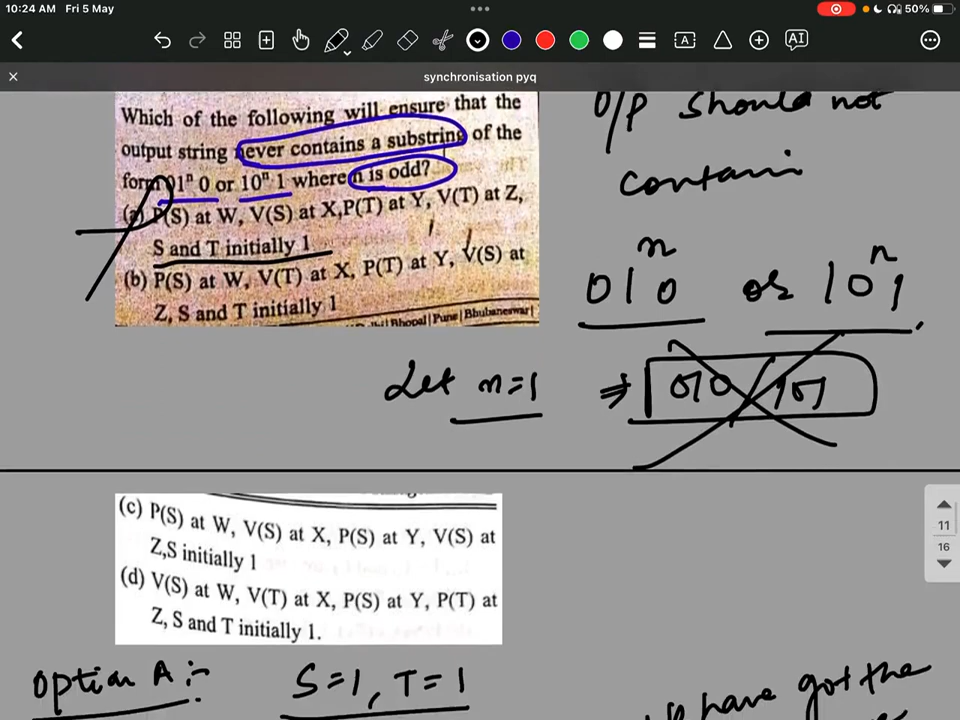 10:24 AM Fri 5 May
50%
synchronisation pyq
Which of the following will ensure that the
output string never contains a substring of the
form 01ⁿ 0 or 10ⁿ 1 where n is odd?
(a) P(S) at W, V(S) at X,P(T) at Y, V(T) at Z,
S and T initially 1
(b) P(S) at W, V(T) at X, P(T) at Y, V(S) at
Z, S and T initially 1
Bhopal | Pune | Bhubaneswar
O/P should not
contain
01ⁿ0 or 10ⁿ1
Let n=1 ⇒ 010 101
(c) P(S) at W, V(S) at X, P(S) at Y, V(S) at
Z,S initially 1
(d) V(S) at W, V(T) at X, P(S) at Y, P(T) at
Z, S and T initially 1.
11
16
option A :- S=1, T=1
have got the